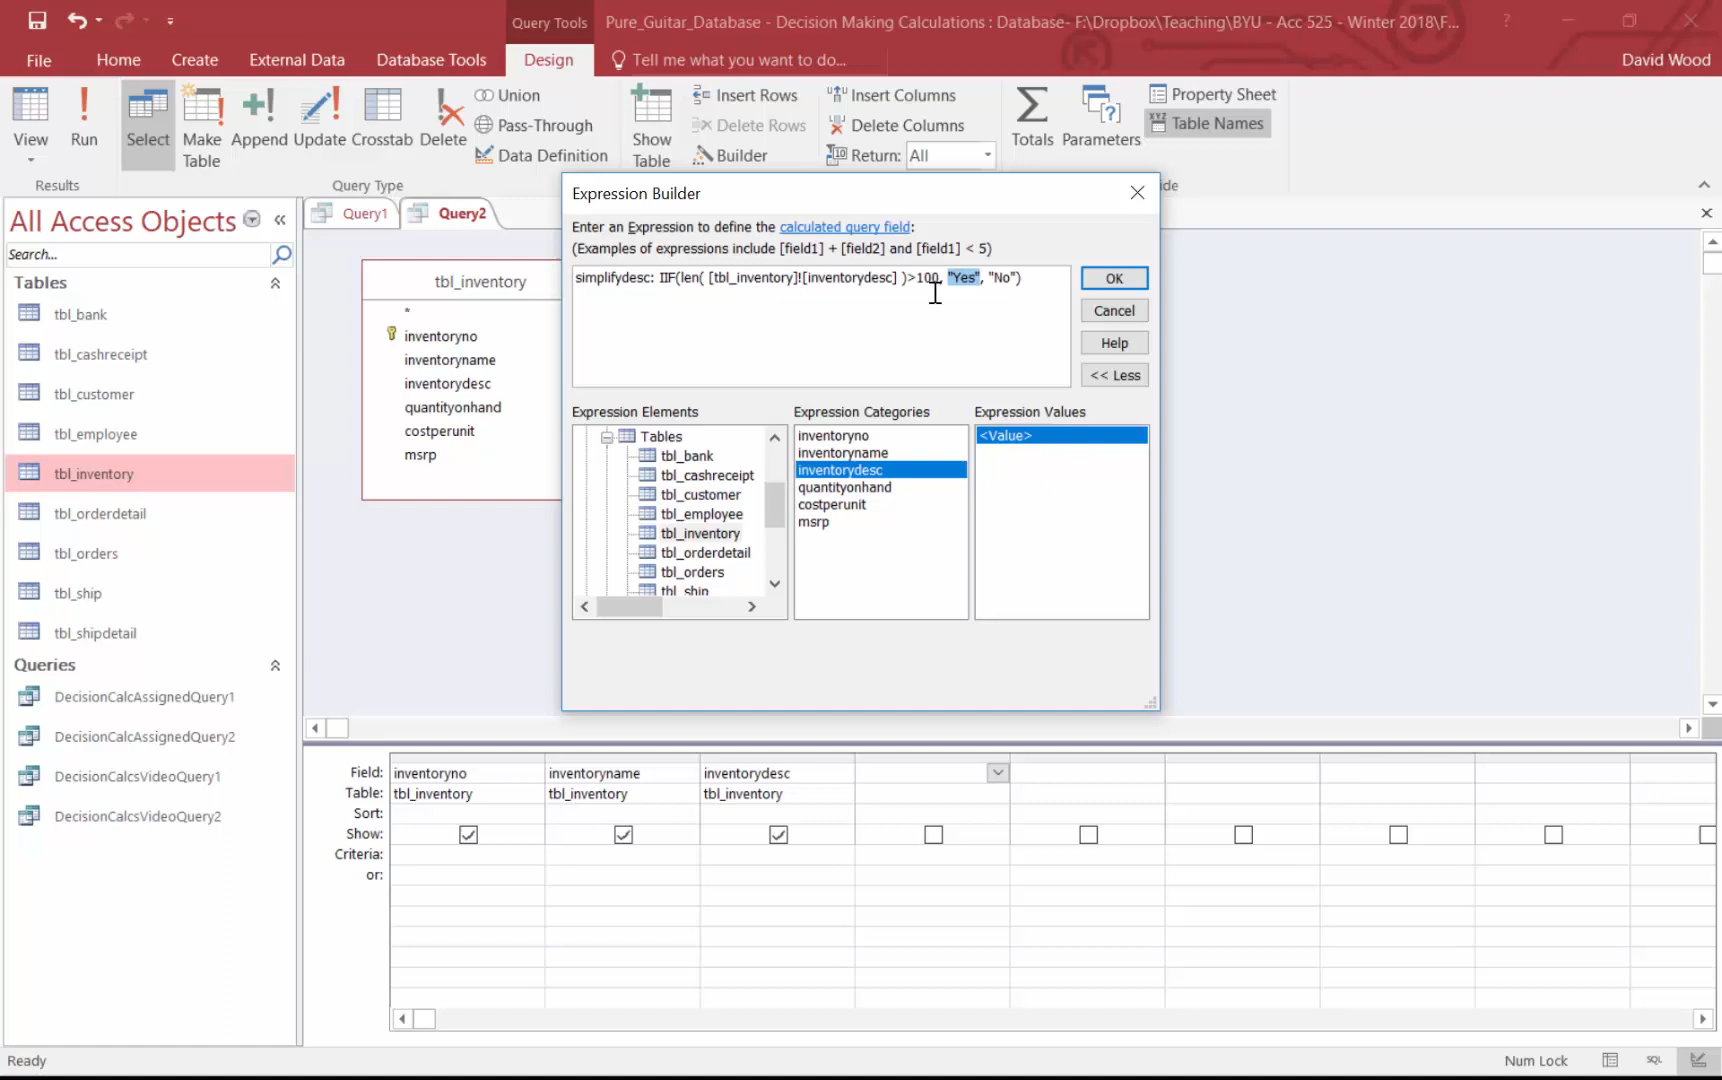 Query Tools
Pure_Guitar_Database - Decision Making Calculations : Database- F:\Dropbox\Teaching\BYU - Acc 525 - Winter 2018\F...
?
File
Home
Create
External Data
Database Tools
Design
Tell me what you want to do...
David Wood
View
Run
Select
Make Table
Append
Update
Crosstab
Delete
Union
Pass-Through
Data Definition
Show Table
Insert Rows
Delete Rows
Builder
Insert Columns
Delete Columns
Return: All
Totals
Parameters
Property Sheet
Table Names
Results
Query Type
de
All Access Objects
Search...
Tables
tbl_bank
tbl_cashreceipt
tbl_customer
tbl_employee
tbl_inventory
tbl_orderdetail
tbl_orders
tbl_ship
tbl_shipdetail
Queries
DecisionCalcAssignedQuery1
DecisionCalcAssignedQuery2
DecisionCalcsVideoQuery1
DecisionCalcsVideoQuery2
Query1
Query2
tbl_inventory
*
inventoryno
inventoryname
inventorydesc
quantityonhand
costperunit
msrp
Expression Builder
Enter an Expression to define the calculated query field:
(Examples of expressions include [field1] + [field2] and [field1] < 5)
simplifydesc: IIF(len( [tbl_inventory]![inventorydesc] )>100, "Yes", "No")
OK
Cancel
Help
<< Less
Expression Elements
Tables
tbl_bank
tbl_cashreceipt
tbl_customer
tbl_employee
tbl_inventory
tbl_orderdetail
tbl_orders
tbl_ship
Expression Categories
inventoryno
inventoryname
inventorydesc
quantityonhand
costperunit
msrp
Expression Values
<Value>
Field: inventoryno inventoryname inventorydesc
Table: tbl_inventory tbl_inventory tbl_inventory
Sort:
Show:
Criteria:
or:
Ready
Num Lock
SQL